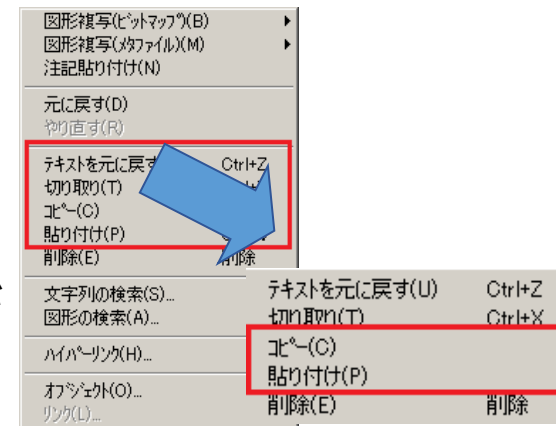 図形複写(ﾋﾞｯﾄﾏｯﾌﾟ)(B)
図形複写(ﾒﾀﾌｧｲﾙ)(M)
注記貼り付け(N)
元に戻す(D)
やり直す(R)
ﾃｷｽﾄを元に戻す Ctrl+Z
切り取り(T)
ｺﾋﾟｰ(C)
貼り付け(P)
削除(E) 削除
文字列の検索(S)...
図形の検索(A)...
ﾊｲﾊﾟｰﾘﾝｸ(H)...
ｵﾌﾞｼﾞｪｸﾄ(O)...
ﾘﾝｸ(L)...
ﾃｷｽﾄを元に戻す(U) Ctrl+Z
切り取り(T) Ctrl+X
ｺﾋﾟｰ(C)
貼り付け(P)
削除(E) 削除